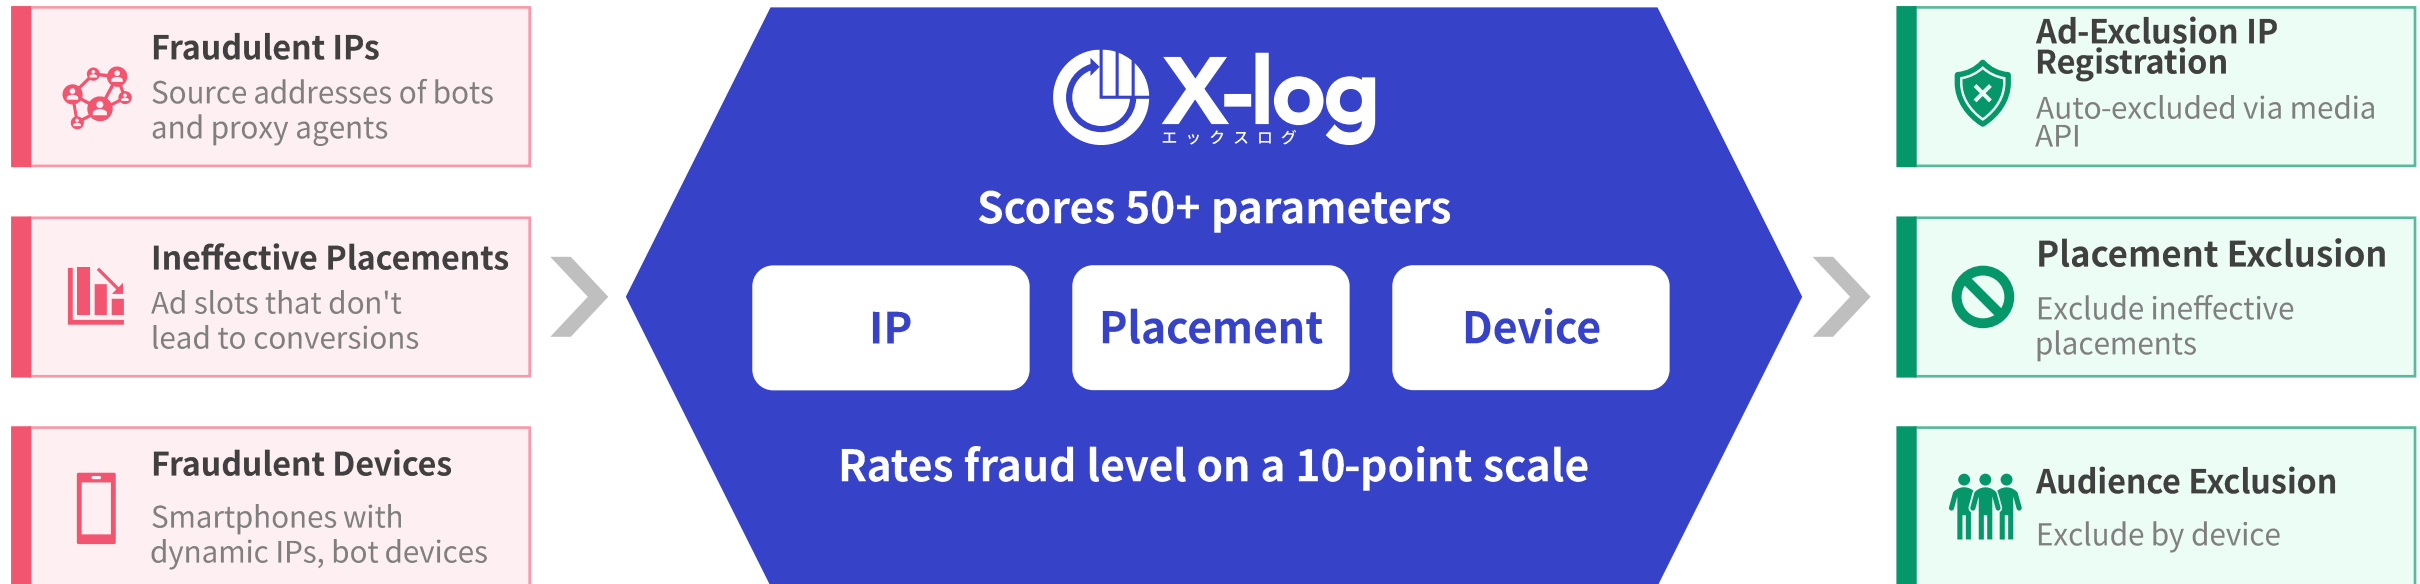 Fraudulent IPs
Source addresses of bots
and proxy agents
Ineffective Placements
Ad slots that don't
lead to conversions
Fraudulent Devices
Smartphones with
dynamic IPs, bot devices
X-log
エックスログ
Scores 50+ parameters
IP
Placement
Device
Rates fraud level on a 10-point scale
Ad-Exclusion IP
Registration
Auto-excluded via media
API
Placement Exclusion
Exclude ineffective
placements
Audience Exclusion
Exclude by device